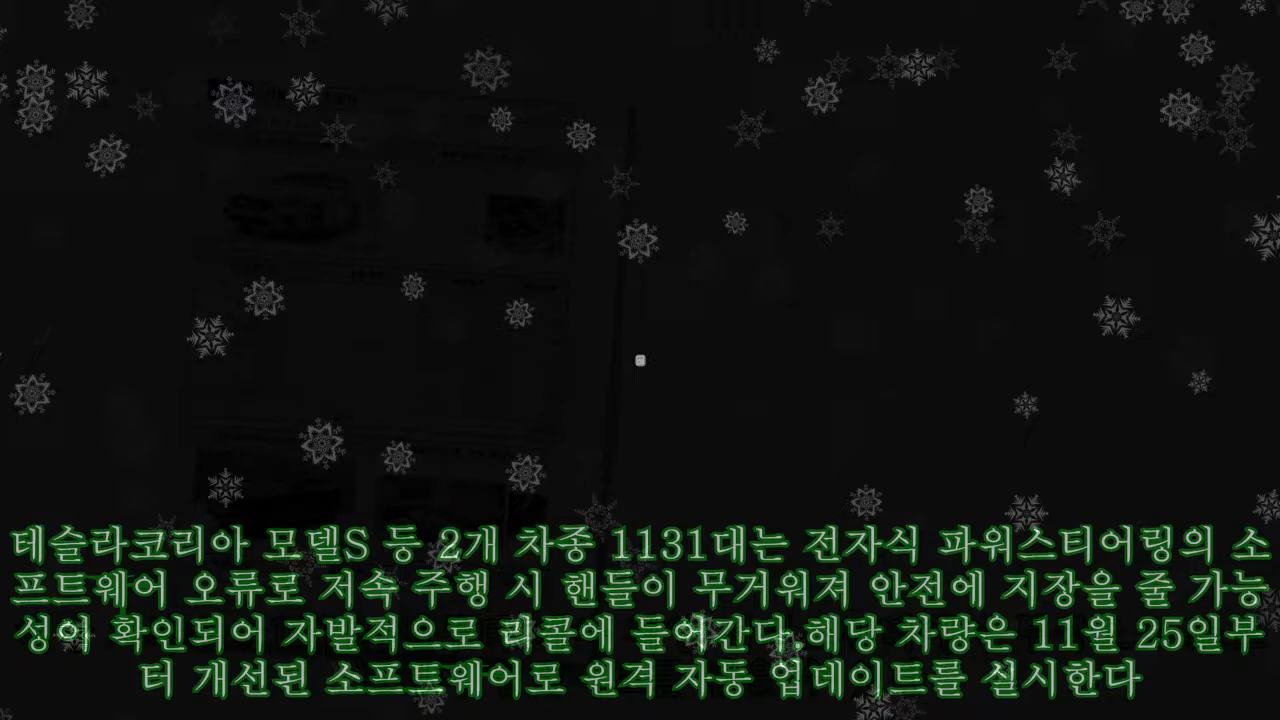 테슬라코리아 모델S 등 2개 차종 1131대는 전자식 파워스티어링의 소
프트웨어 오류로 저속 주행 시 핸들이 무거워져 안전에 지장을 줄 가능
성이 확인되어 자발적으로 리콜에 들어간다.해당 차량은 11월 25일부
터 개선된 소프트웨어로 원격 자동 업데이트를 실시한다